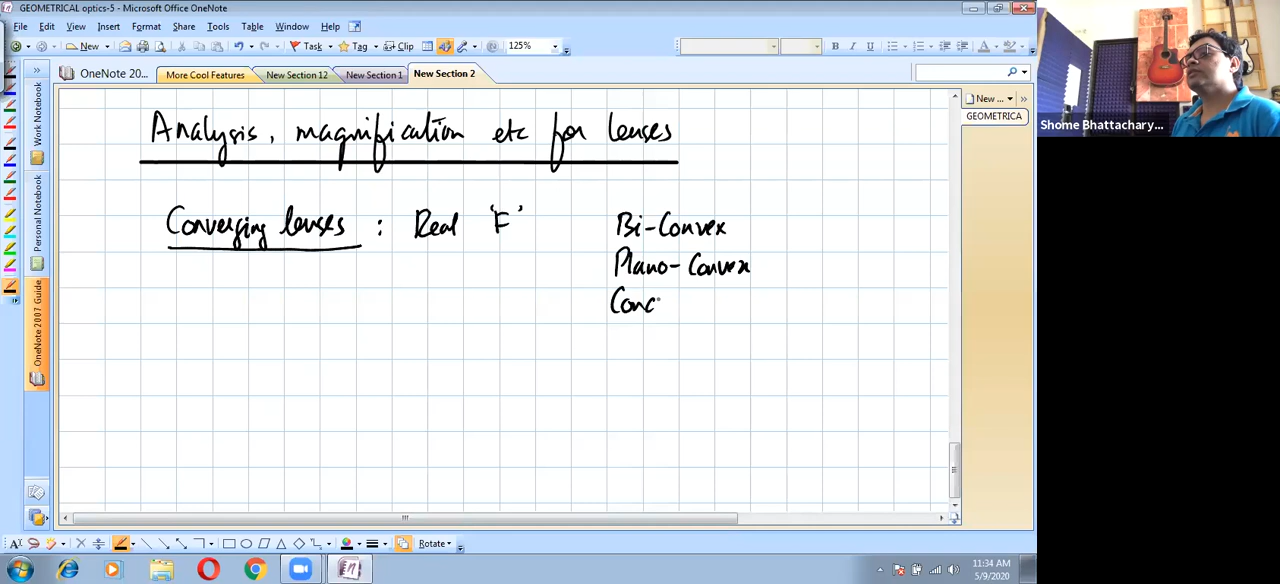 GEOMETRICAL optics-5 - Microsoft Office OneNote
File Edit View Insert Format Share Tools Table Window Help
New Task Tag Clip 125% B I U
OneNote 20... More Cool Features New Section 12 New Section 1 New Section 2
New ...
GEOMETRICA
Work Notebook
Personal Notebook
OneNote 2007 Guide
Analysis, magnification etc for lenses
Converging lenses : Real 'F' Bi-Convex
Plano-Convex
Conc
Shome Bhattachary...
Rotate
11:34 AM
5/9/2020